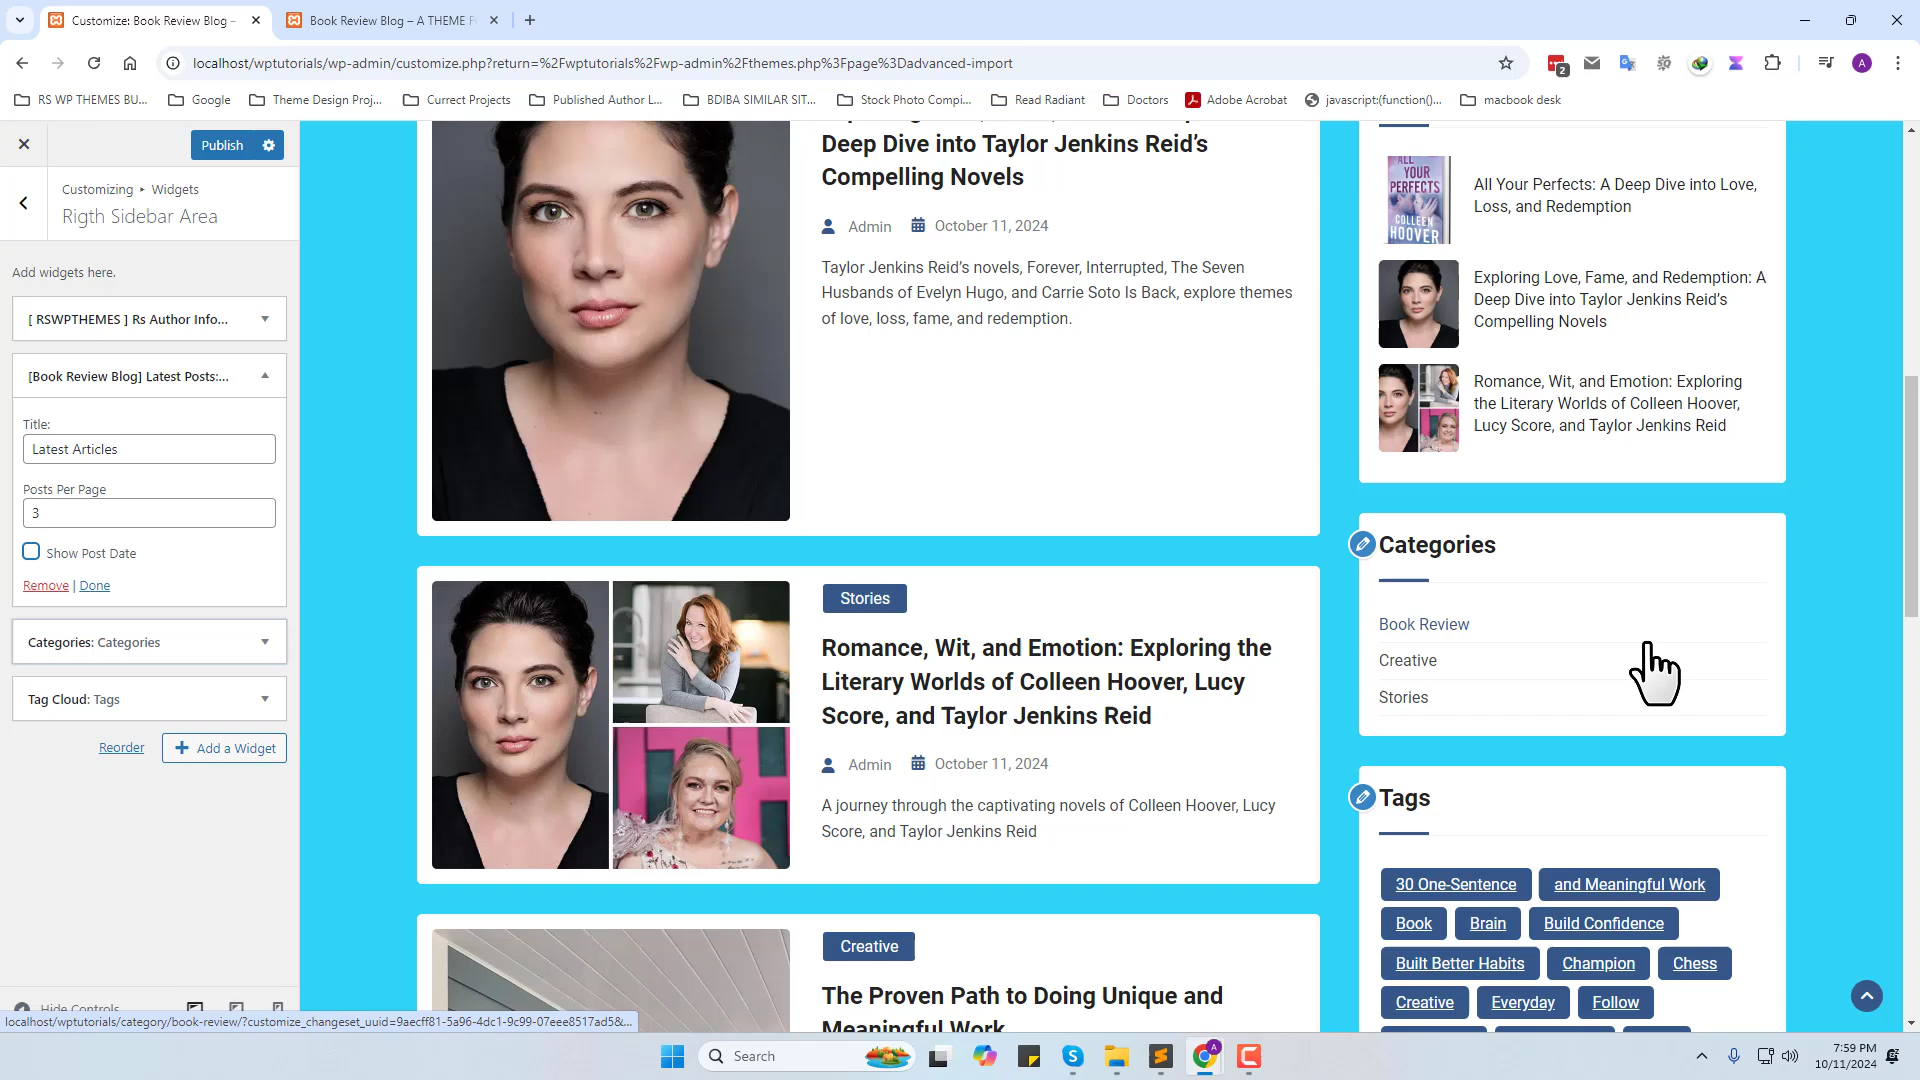 Customize: Book Review Blog –
Book Review Blog – A THEME F
localhost/wptutorials/wp-admin/customize.php?return=%2Fwptutorials%2Fwp-admin%2Fthemes.php%3Fpage%3Dadvanced-import
2
A
RS WP THEMES BU...
Google
Theme Design Proj...
Currect Projects
Published Author L...
BDIBA SIMILAR SIT...
Stock Photo Compi...
Read Radiant
Doctors
Adobe Acrobat
javascript:(function()...
macbook desk
Publish
Customizing ▸ Widgets
Rigth Sidebar Area
Add widgets here.
[ RSWPTHEMES ] Rs Author Info...
[Book Review Blog] Latest Posts:...
Title:
Latest Articles
Posts Per Page
3
Show Post Date
Remove | Done
Categories: Categories
Tag Cloud: Tags
Reorder
Add a Widget
Hide Controls
localhost/wptutorials/category/book-review/?customize_changeset_uuid=9aecff81-5a96-4dc1-9c99-07eee8517ad5&...
Deep Dive into Taylor Jenkins Reid’s
Compelling Novels
Admin
October 11, 2024
Taylor Jenkins Reid’s novels, Forever, Interrupted, The Seven
Husbands of Evelyn Hugo, and Carrie Soto Is Back, explore themes
of love, loss, fame, and redemption.
Stories
Romance, Wit, and Emotion: Exploring the
Literary Worlds of Colleen Hoover, Lucy
Score, and Taylor Jenkins Reid
Admin
October 11, 2024
A journey through the captivating novels of Colleen Hoover, Lucy
Score, and Taylor Jenkins Reid
Creative
The Proven Path to Doing Unique and
Meaningful Work
ALL
YOUR
PERFECTS
COLLEEN
HOOVER
All Your Perfects: A Deep Dive into Love,
Loss, and Redemption
Exploring Love, Fame, and Redemption: A
Deep Dive into Taylor Jenkins Reid’s
Compelling Novels
Romance, Wit, and Emotion: Exploring
the Literary Worlds of Colleen Hoover,
Lucy Score, and Taylor Jenkins Reid
Categories
Book Review
Creative
Stories
Tags
30 One-Sentence
and Meaningful Work
Book
Brain
Build Confidence
Built Better Habits
Champion
Chess
Creative
Everyday
Follow
Search
A
7:59 PM
10/11/2024